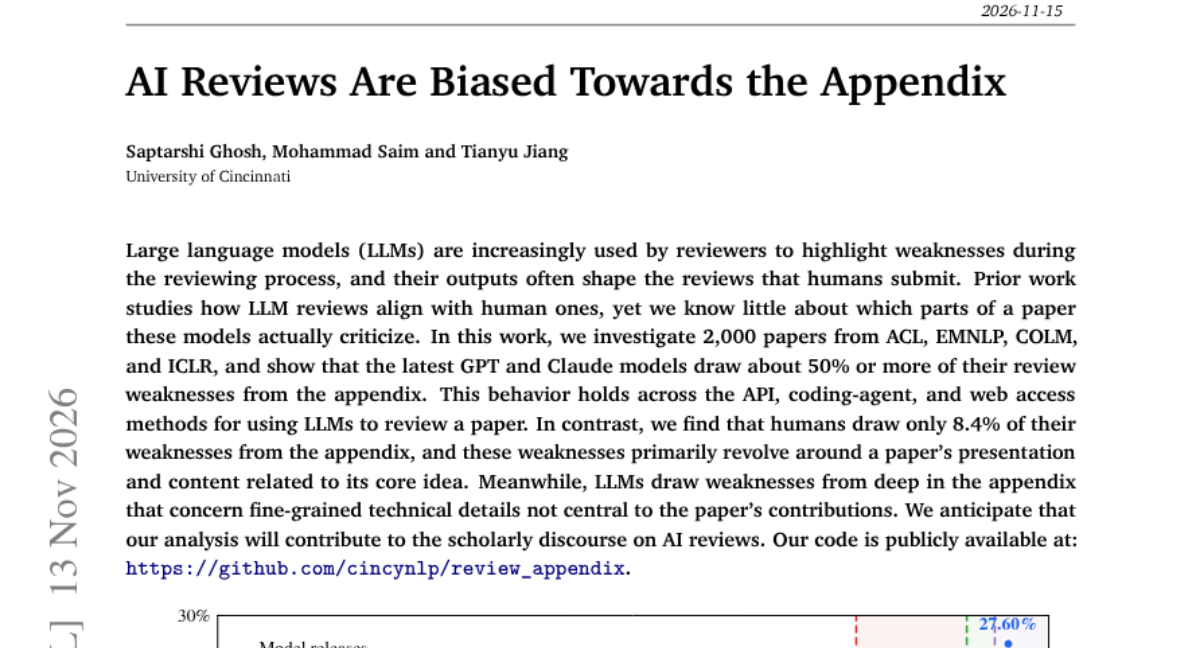 2026-11-15
AI Reviews Are Biased Towards the Appendix
Saptarshi Ghosh, Mohammad Saim and Tianyu Jiang
University of Cincinnati
Large language models (LLMs) are increasingly used by reviewers to highlight weaknesses during
the reviewing process, and their outputs often shape the reviews that humans submit. Prior work
studies how LLM reviews align with human ones, yet we know little about which parts of a paper
these models actually criticize. In this work, we investigate 2,000 papers from ACL, EMNLP, COLM,
and ICLR, and show that the latest GPT and Claude models draw about 50% or more of their review
weaknesses from the appendix. This behavior holds across the API, coding-agent, and web access
methods for using LLMs to review a paper. In contrast, we find that humans draw only 8.4% of their
weaknesses from the appendix, and these weaknesses primarily revolve around a paper's presentation
and content related to its core idea. Meanwhile, LLMs draw weaknesses from deep in the appendix
that concern fine-grained technical details not central to the paper's contributions. We anticipate that
our analysis will contribute to the scholarly discourse on AI reviews. Our code is publicly available at:
https://github.com/cincynlp/review_appendix.
L] 13 Nov 2026
30%
27.60%
Model releases